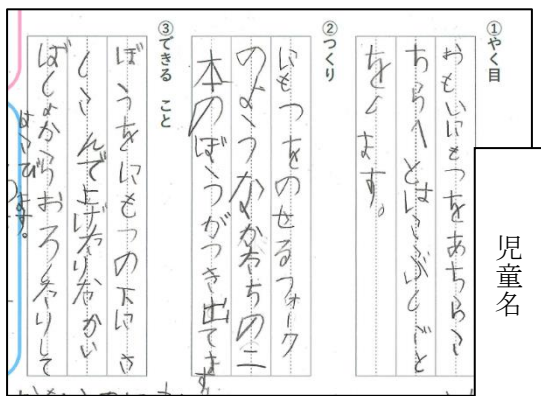 ①やく目
おもいにもつをあちらこ
ちらへとはこぶしごと
をします。
②つくり
にもつをのせるフォーク
のようなかたちの二
本のぼうがつき出てます
③できる こと
ぼうをにもつの下にさ
しこんで上げたりたかい
ばしょからおろしたりして
はこびます。
児童名